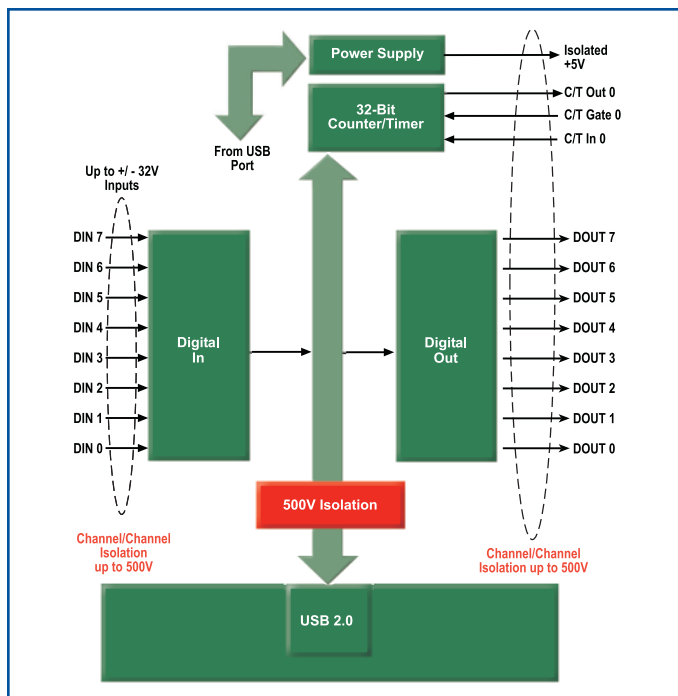 Power Supply
Isolated
+5V
32-Bit
Counter/Timer
C/T Out 0
C/T Gate 0
C/T In 0
From USB
Port
Up to +/ - 32V
Inputs
DIN 7
DIN 6
DIN 5
DIN 4
DIN 3
DIN 2
DIN 1
DIN 0
Digital
In
Digital
Out
DOUT 7
DOUT 6
DOUT 5
DOUT 4
DOUT 3
DOUT 2
DOUT 1
DOUT 0
500V Isolation
Channel/Channel
Isolation
up to 500V
Channel/Channel
Isolation up to 500V
USB 2.0